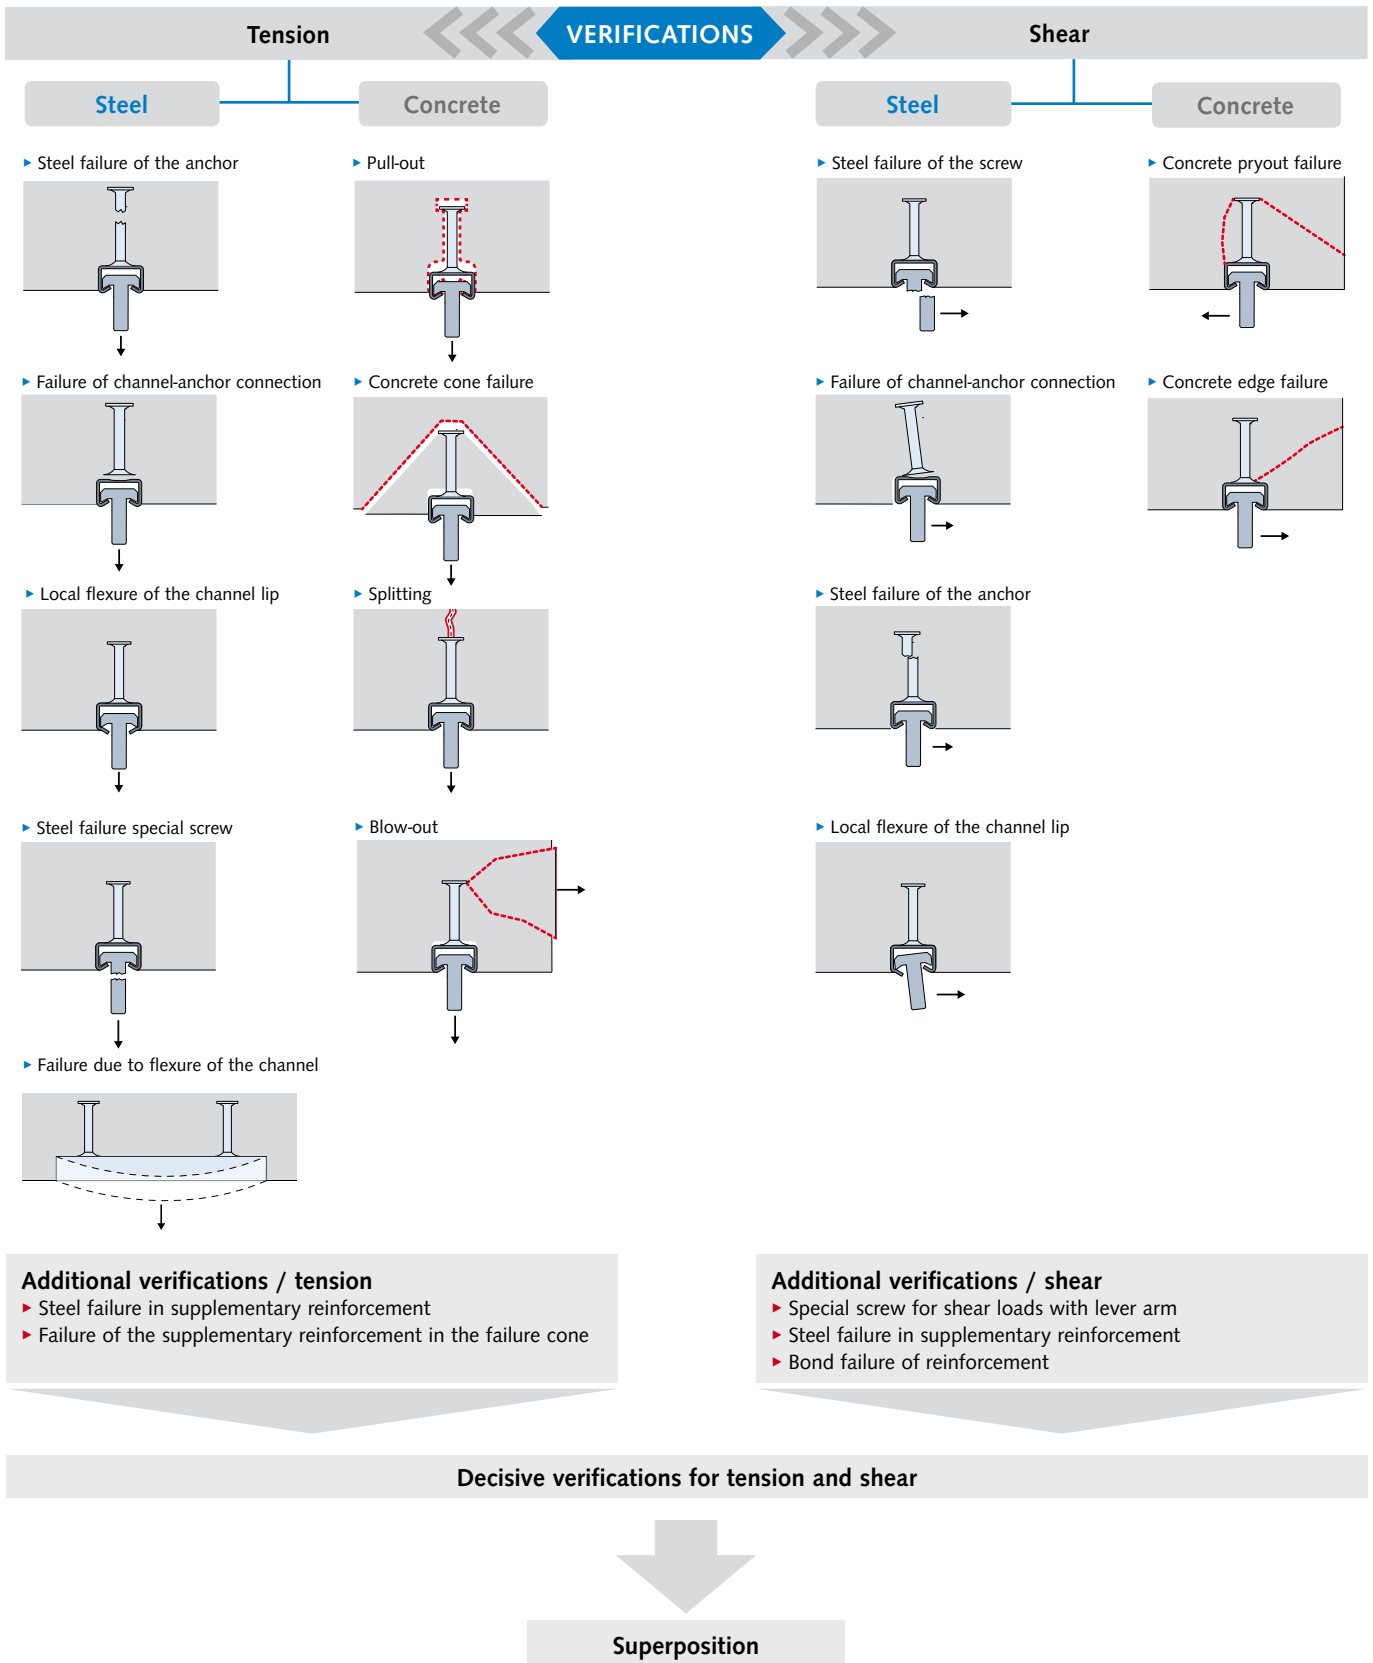 Tension
VERIFICATIONS
Shear
Steel
Concrete
Steel
Concrete
Steel failure of the anchor
Pull-out
Steel failure of the screw
Concrete pryout failure
Failure of channel-anchor connection
Concrete cone failure
Failure of channel-anchor connection
Concrete edge failure
Local flexure of the channel lip
Splitting
Steel failure of the anchor
Steel failure special screw
Blow-out
Local flexure of the channel lip
Failure due to flexure of the channel
Additional verifications / tension
Steel failure in supplementary reinforcement
Failure of the supplementary reinforcement in the failure cone
Additional verifications / shear
Special screw for shear loads with lever arm
Steel failure in supplementary reinforcement
Bond failure of reinforcement
Decisive verifications for tension and shear
Superposition